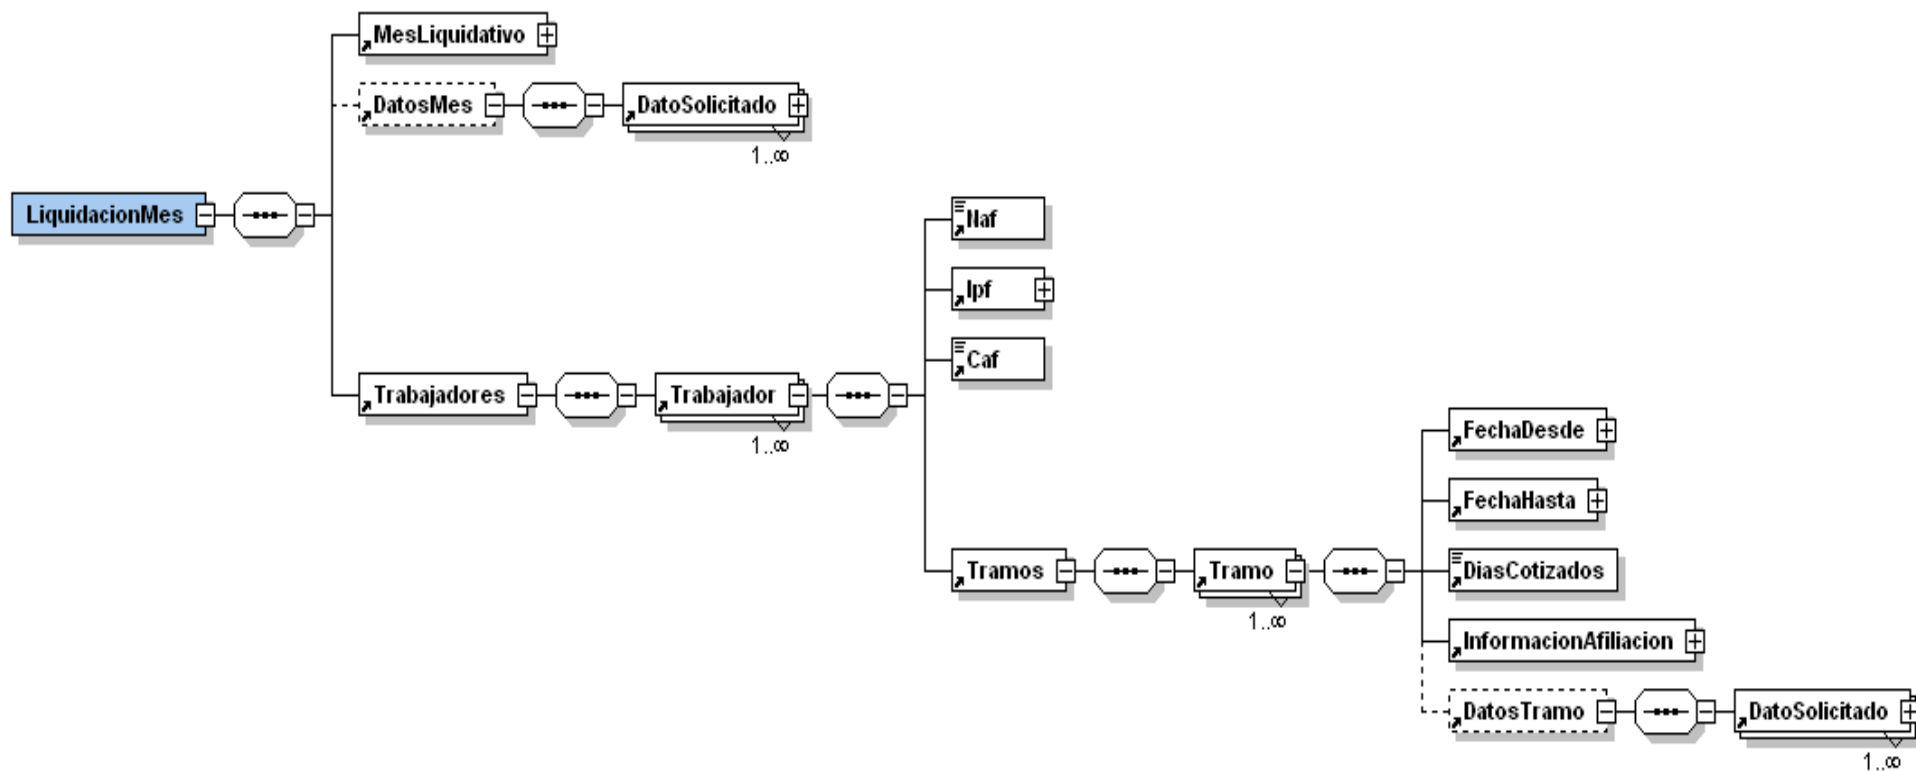 MesLiquidativo
DatosMes
DatoSolicitado
1..∞
LiquidacionMes
Naf
Ipf
Caf
Trabajadores
Trabajador
1..∞
FechaDesde
FechaHasta
Tramos
Tramo
1..∞
DiasCotizados
InformacionAfiliacion
DatosTramo
DatoSolicitado
1..∞